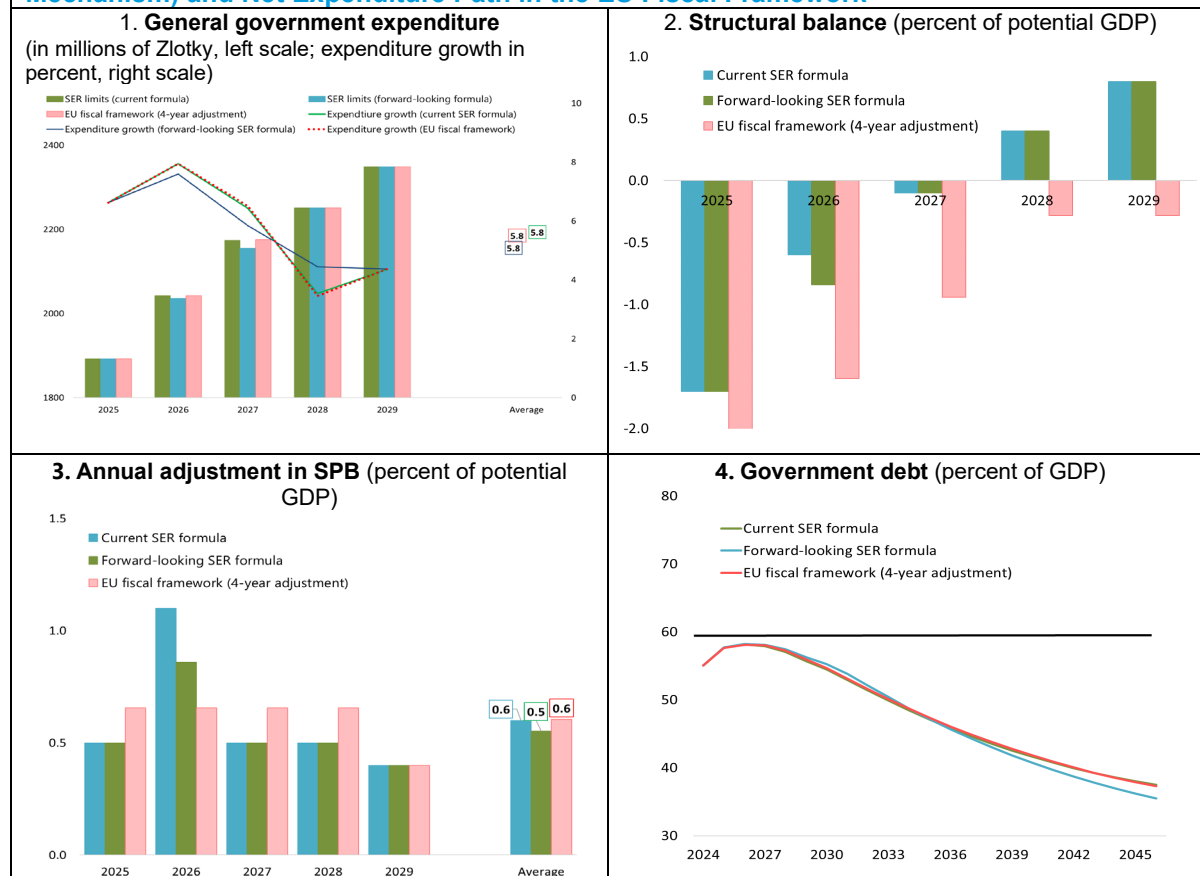 Mechanism, and Net Expenditure Path in the EU Fiscal Framework
1. General government expenditure
(in millions of Zlotky, left scale; expenditure growth in
percent, right scale)
SER limits (current formula)
SER limits (forward-looking formula)
EU fiscal framework (4-year adjustment)
Expenditiure growth (current SER formula)
Expenditure growth (forward-looking SER formula)
Expenditure growth (EU fiscal framework)
2400
2200
2000
1800
10
8
6
4
2
0
5.8
5.8
5.8
2025
2026
2027
2028
2029
Average
2. Structural balance (percent of potential GDP)
1.0
0.5
0.0
-0.5
-1.0
-1.5
-2.0
Current SER formula
Forward-looking SER formula
EU fiscal framework (4-year adjustment)
2025
2026
2027
2028
2029
3. Annual adjustment in SPB (percent of potential
GDP)
1.5
1.0
0.5
0.0
Current SER formula
Forward-looking SER formula
EU fiscal framework (4-year adjustment)
0.6
0.5
0.6
2025
2026
2027
2028
2029
Average
4. Government debt (percent of GDP)
80
70
60
50
40
30
Current SER formula
Forward-looking SER formula
EU fiscal framework (4-year adjustment)
2024
2027
2030
2033
2036
2039
2042
2045